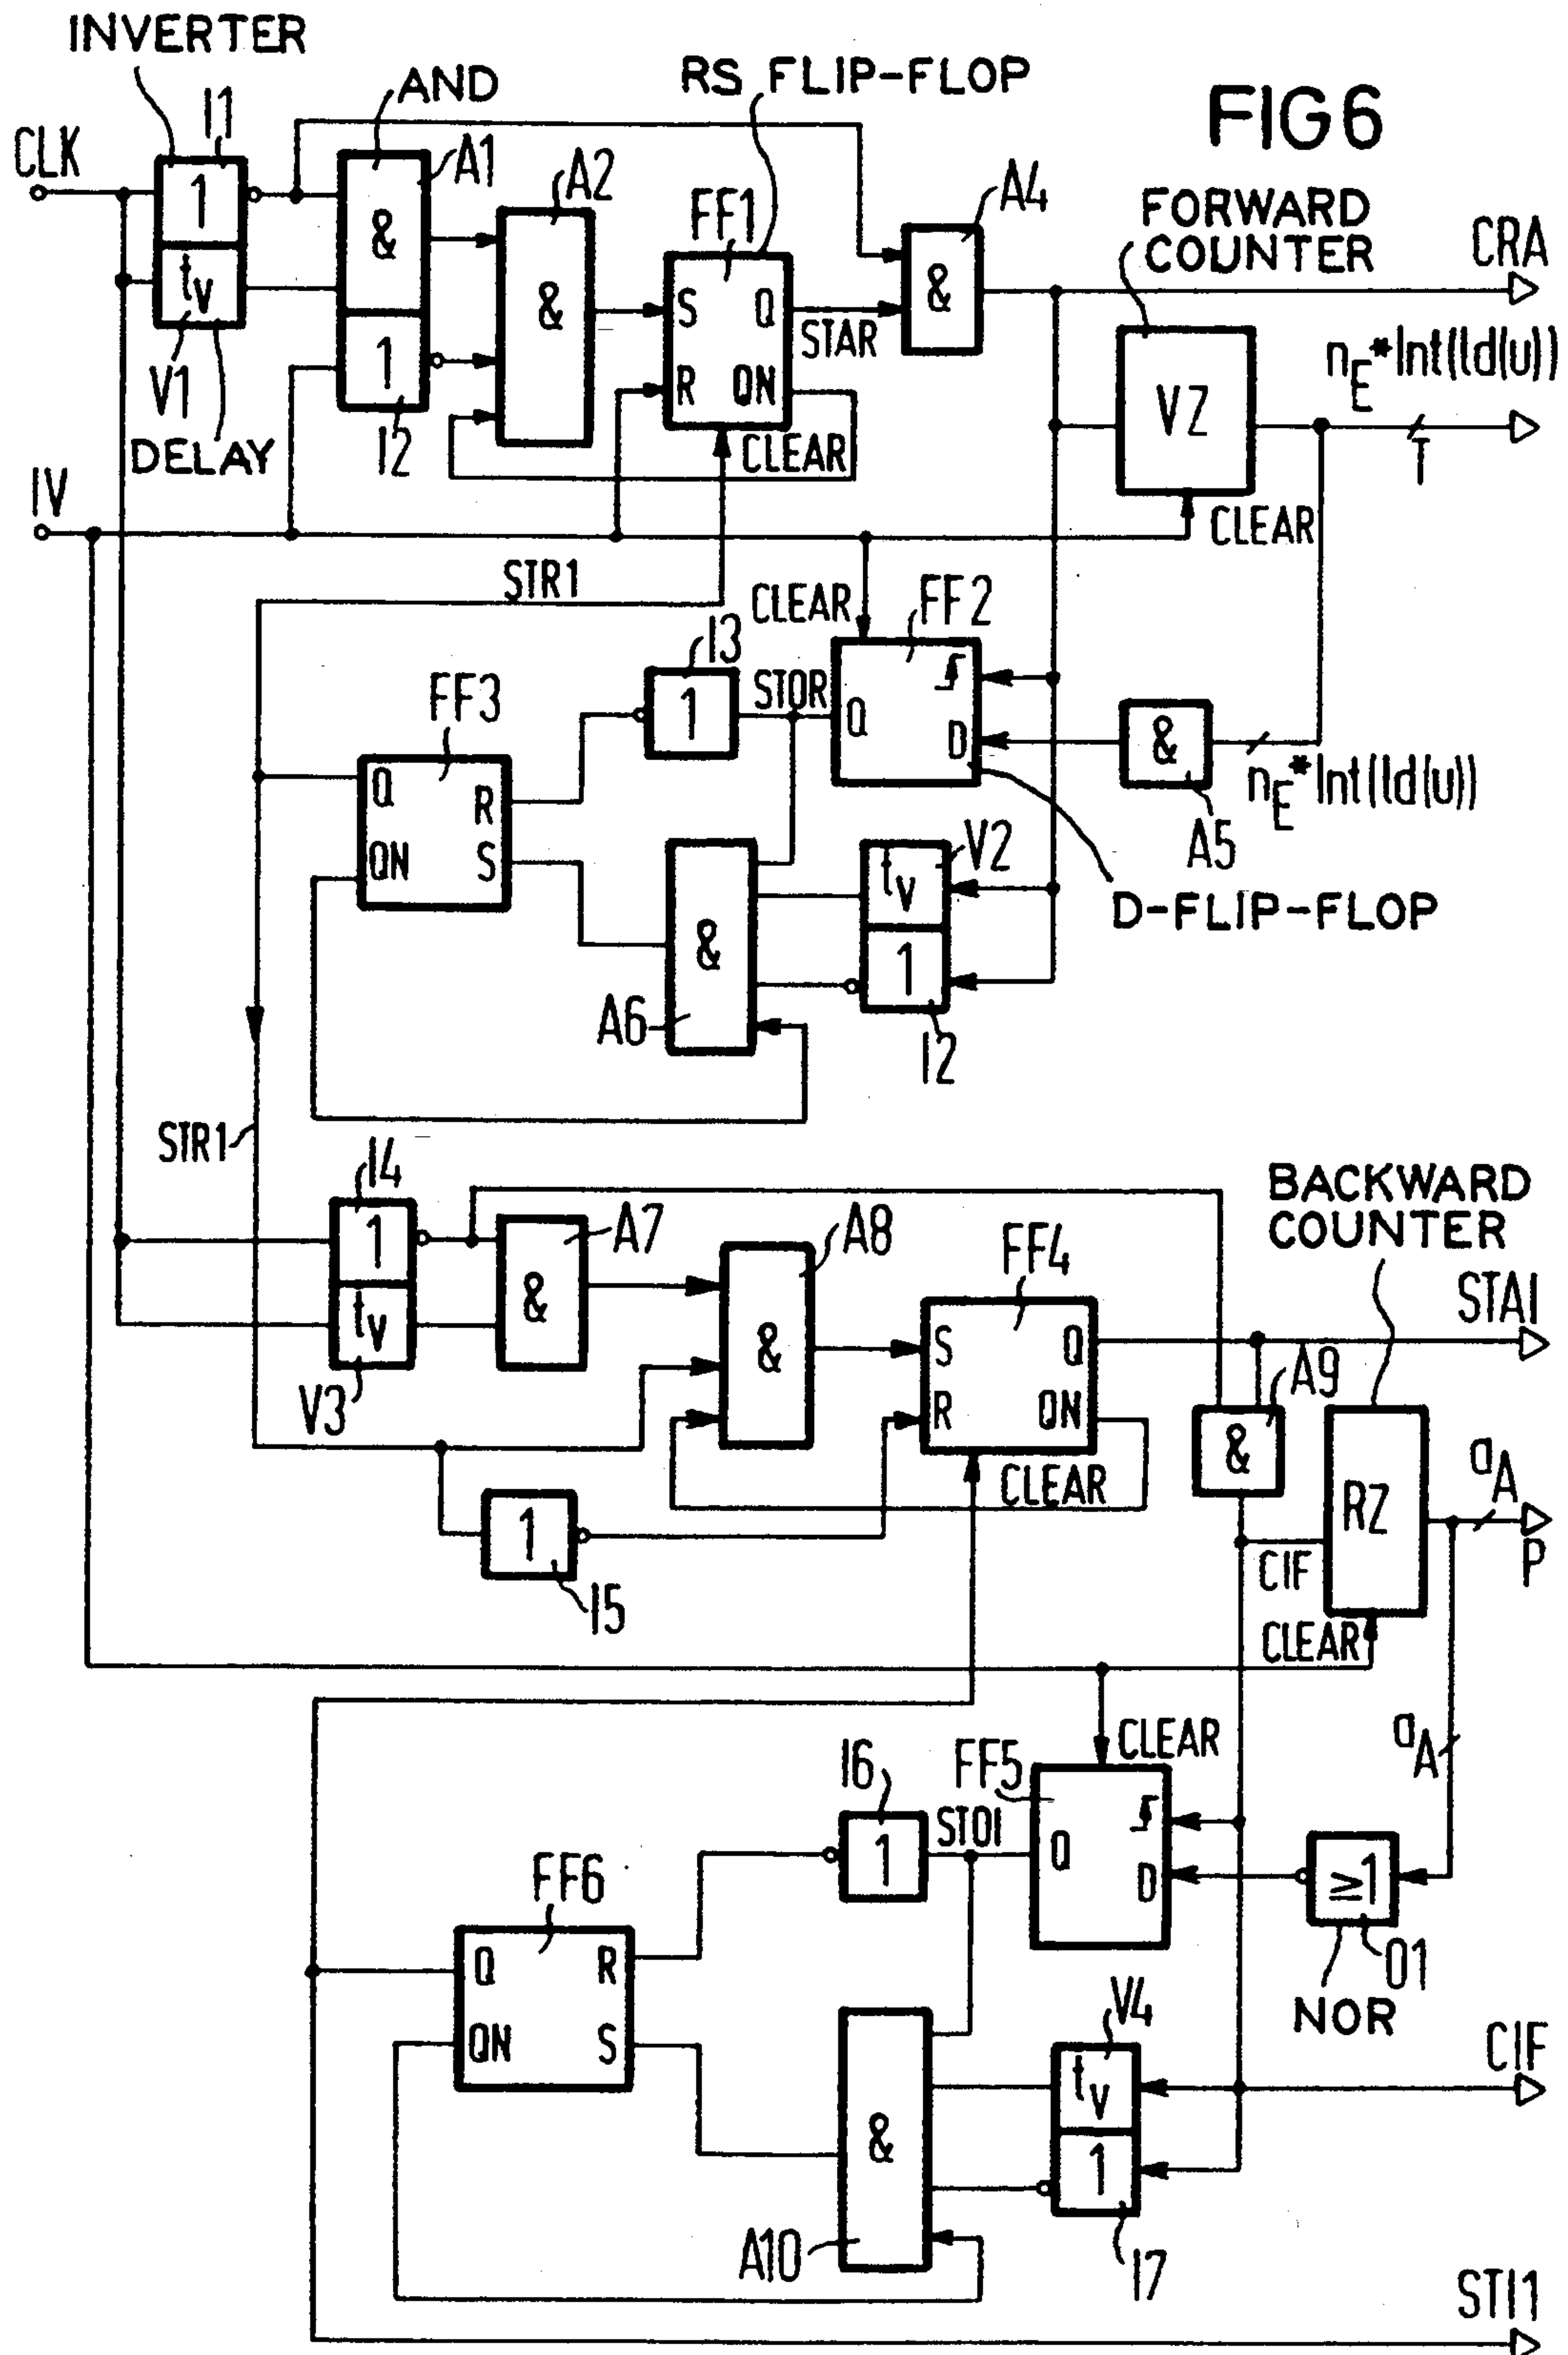 INVERTER
RS FLIP-FLOP
FIG 6
I1
AND
CLK
1
A1
A2
A4
&
FF1
FORWARD
COUNTER
CRA
tv
&
S
Q
STAR
&
nE*Int(ld(u))
V1
1
R
QN
VZ
DELAY
I2
CLEAR
T
IV
CLEAR
STR1
CLEAR
FF2
I3
FF3
1
STOR
Q
D
&
nE*Int(ld(u))
Q
R
A5
QN
S
tv
V2
D-FLIP-FLOP
&
1
A6
I2
STR1
I4
BACKWARD
COUNTER
1
A7
A8
FF4
STAI
&
tv
&
S
Q
A9
V3
R
QN
&
aA
CLEAR
RZ
1
CIF
P
I5
CLEAR
aA
CLEAR
I6
FF5
STOI
1
Q
D
≥1
FF6
O1
Q
R
NOR
V4
QN
S
tv
CIF
&
1
A10
I7
STI1